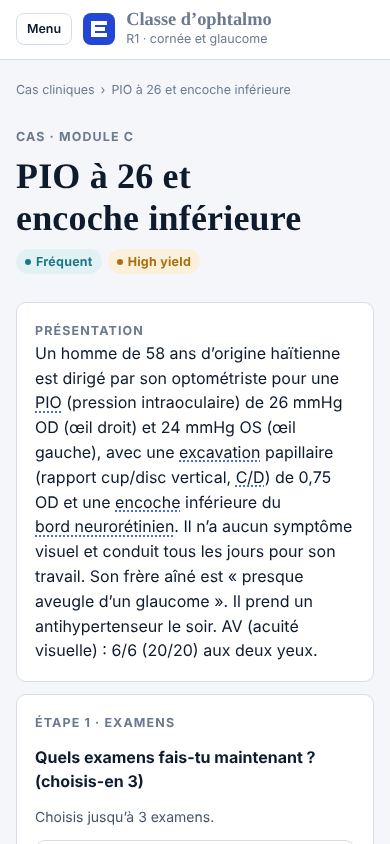 Menu
E
Classe d’ophtalmo
R1 · cornée et glaucome
Cas cliniques › PIO à 26 et encoche inférieure
CAS · MODULE C
PIO à 26 et
encoche inférieure
Fréquent
High yield
PRÉSENTATION
Un homme de 58 ans d’origine haïtienne
est dirigé par son optométriste pour une
PIO (pression intraoculaire) de 26 mmHg
OD (œil droit) et 24 mmHg OS (œil
gauche), avec une excavation papillaire
(rapport cup/disc vertical, C/D) de 0,75
OD et une encoche inférieure du
bord neurorétinien. Il n’a aucun symptôme
visuel et conduit tous les jours pour son
travail. Son frère aîné est « presque
aveugle d’un glaucome ». Il prend un
antihypertenseur le soir. AV (acuité
visuelle) : 6/6 (20/20) aux deux yeux.
ÉTAPE 1 · EXAMENS
Quels examens fais-tu maintenant ?
(choisis-en 3)
Choisis jusqu’à 3 examens.